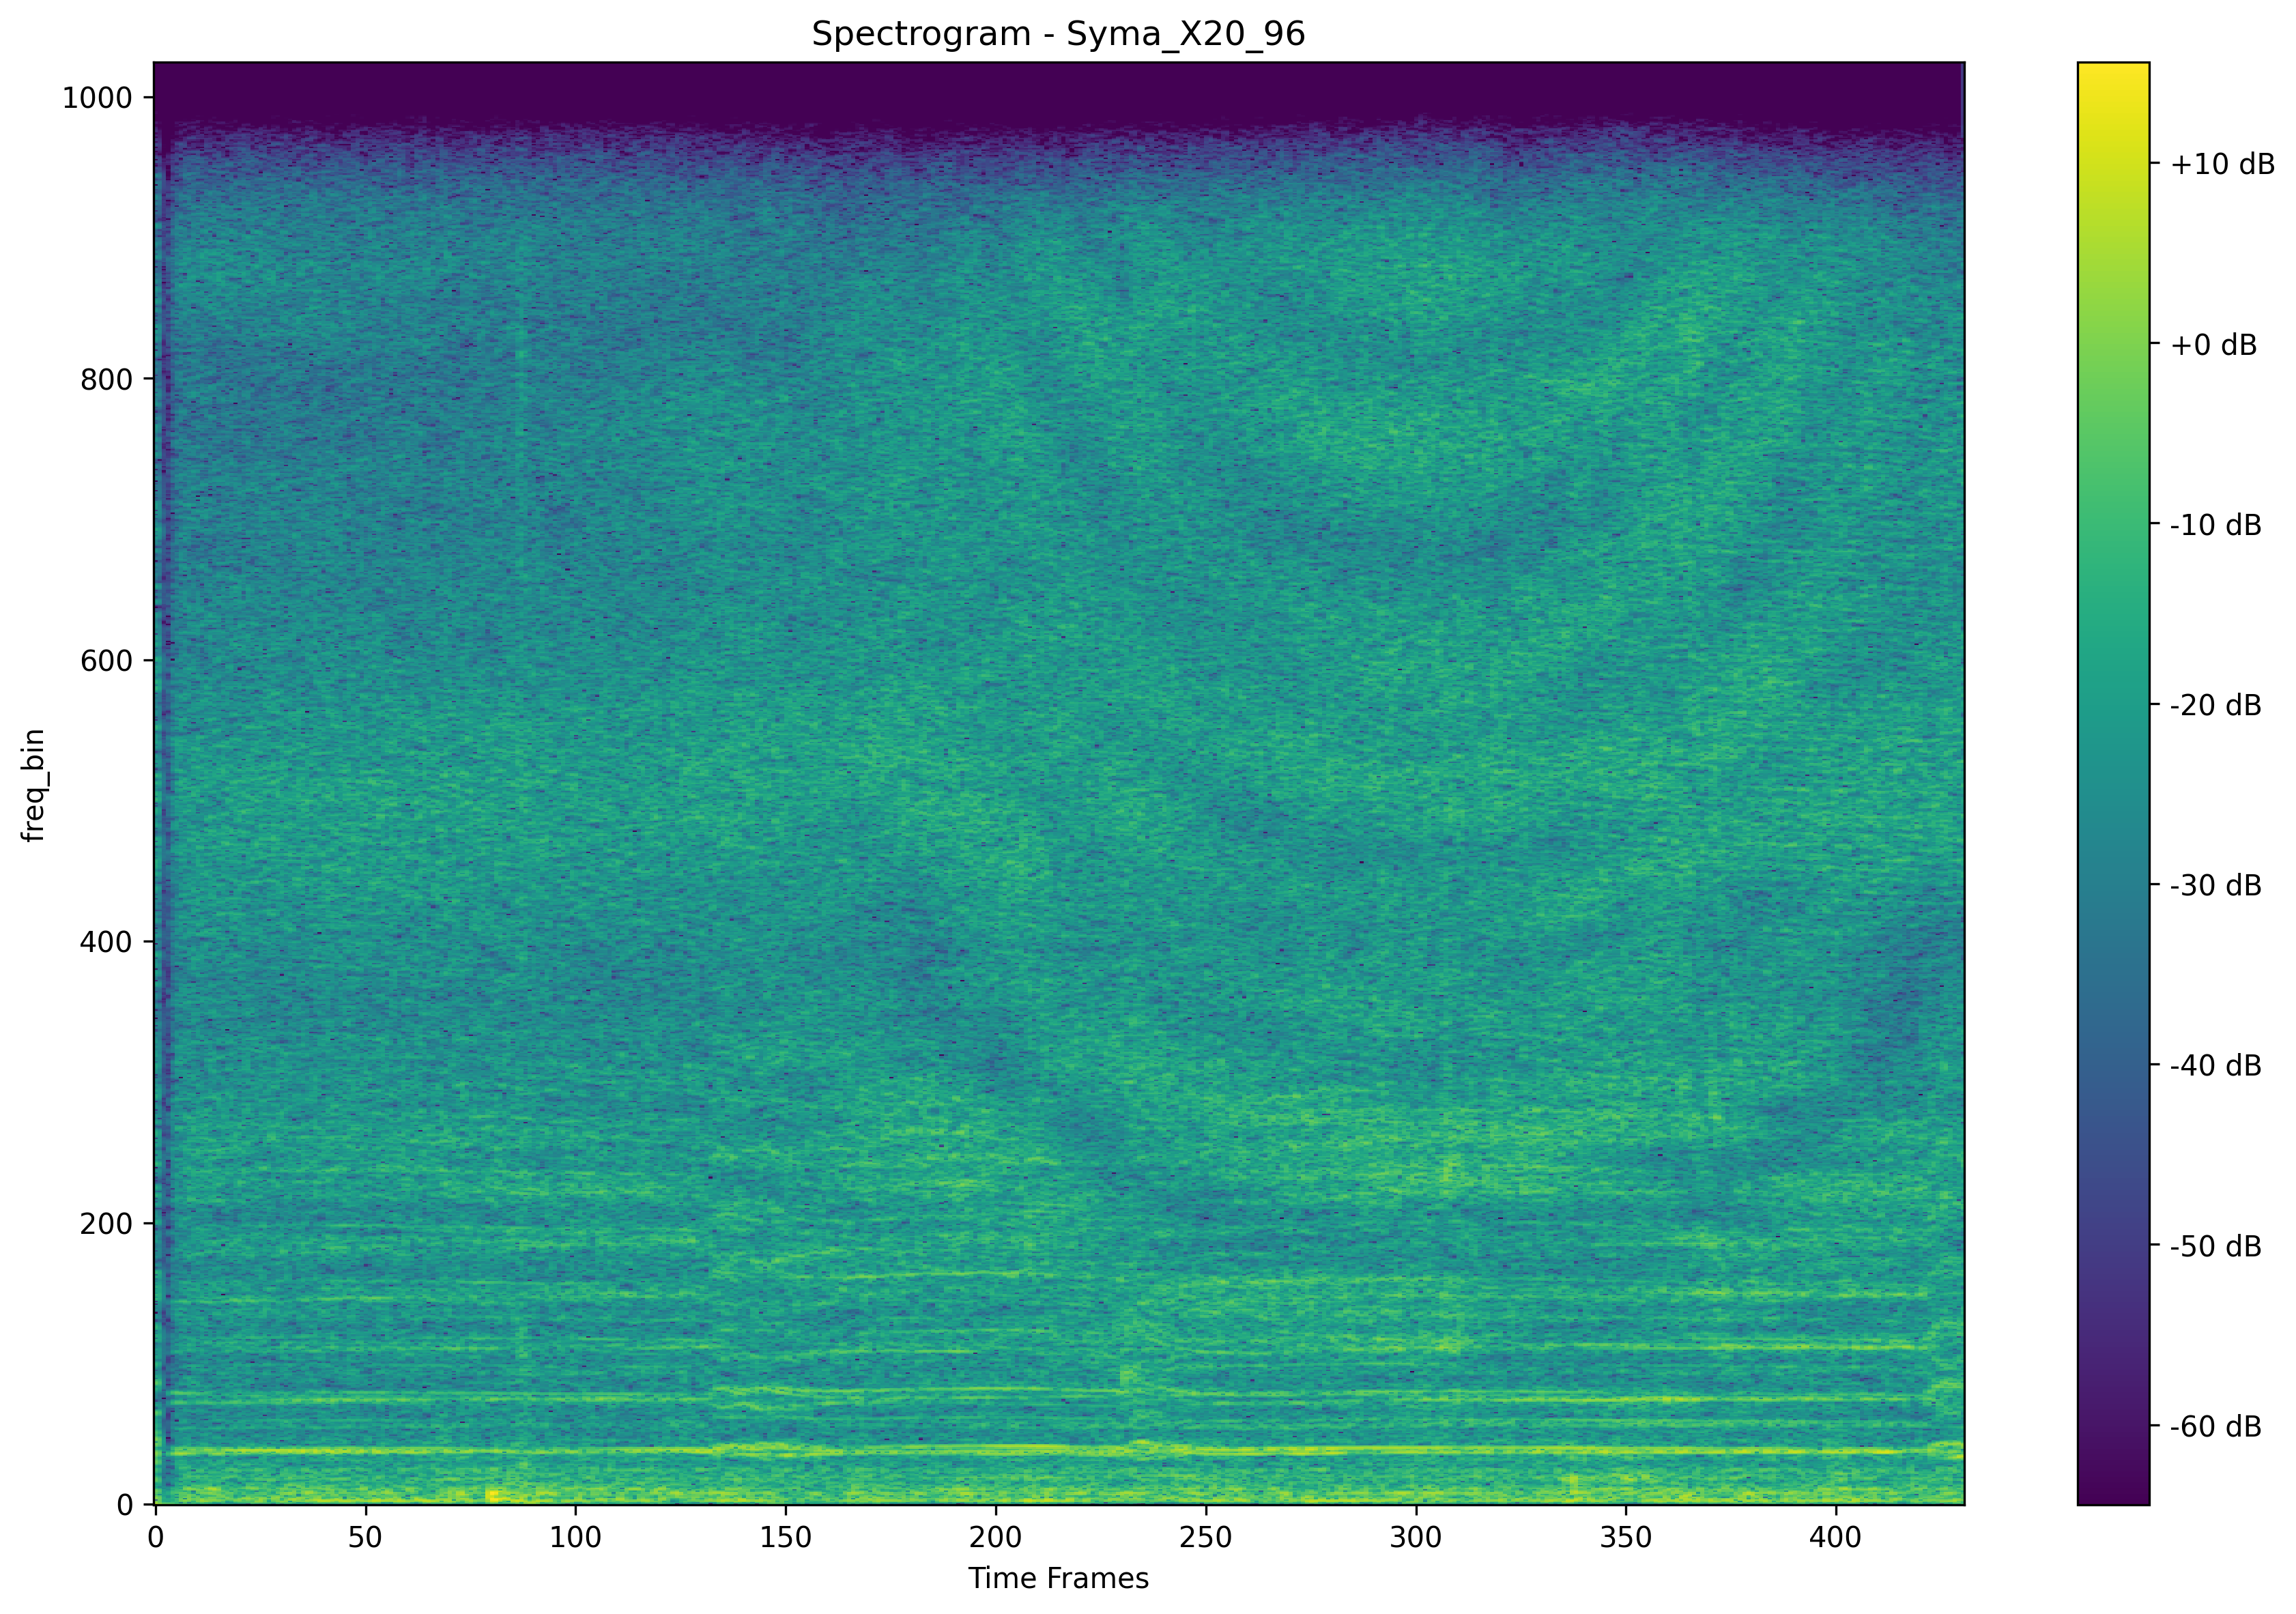 Spectrogram - Syma_X20_96
1000
800
600
400
200
0
freq_bin
0 50 100 150 200 250 300 350 400
Time Frames
+10 dB
+0 dB
-10 dB
-20 dB
-30 dB
-40 dB
-50 dB
-60 dB